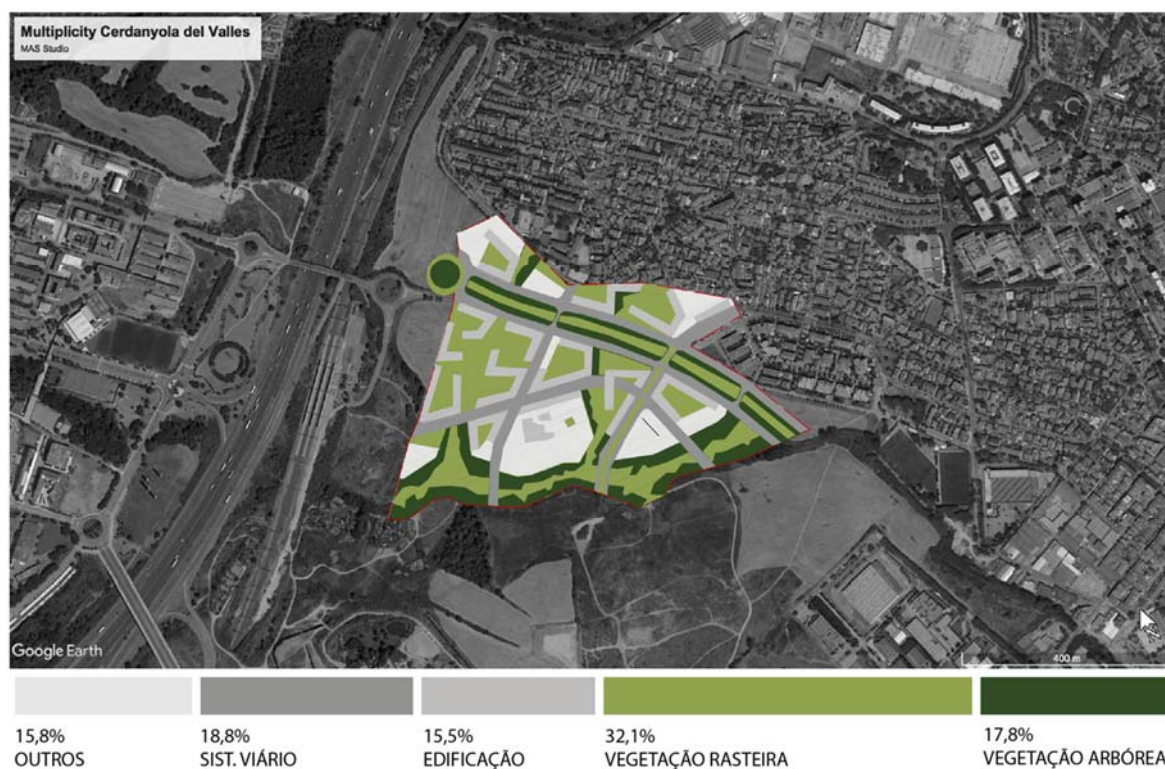 Multiplicity Cerdanyola del Valles
MAS Studio
Google Earth
400 m
15,8%
OUTROS
18,8%
SIST. VIÁRIO
15,5%
EDIFICAÇÃO
32,1%
VEGETAÇÃO RASTEIRA
17,8%
VEGETAÇÃO ARBÓREA